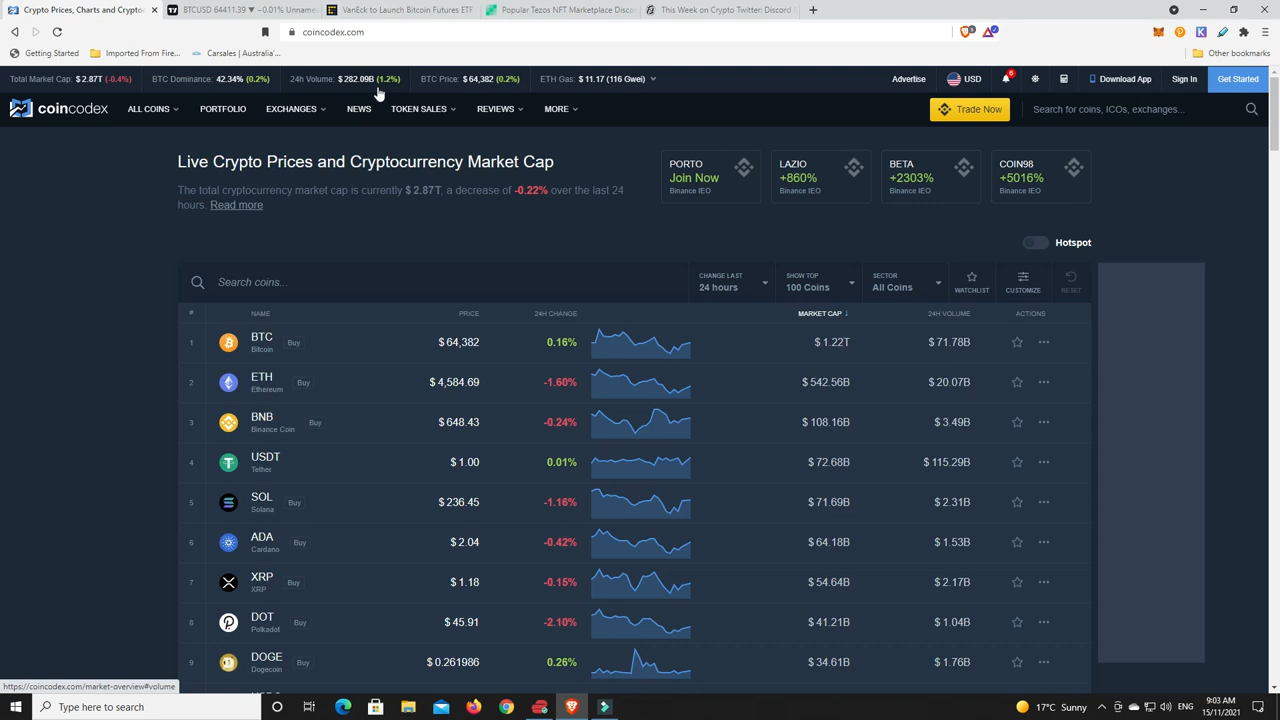 Crypto Prices, Charts and Crypto
BTCUSD 64411.39 ▼ −0.01% Unname
VanEck to Launch Bitcoin Futures ETF
Popular Tezos NFT Marketplace Disco
This Week on Crypto Twitter: Discord
coincodex.com
Getting Started
Imported From Fire...
Carsales | Australia'...
Other bookmarks
Total Market Cap: $ 2.87T (-0.4%)
BTC Dominance: 42.34% (0.2%)
24h Volume: $ 282.09B (1.2%)
BTC Price: $ 64,382 (0.2%)
ETH Gas: $ 11.17 (116 Gwei)
Advertise
USD
6
Download App
Sign In
Get Started
coincodex
ALL COINS
PORTFOLIO
EXCHANGES
NEWS
TOKEN SALES
REVIEWS
MORE
Trade Now
Search for coins, ICOs, exchanges...
Live Crypto Prices and Cryptocurrency Market Cap
The total cryptocurrency market cap is currently $ 2.87T, a decrease of -0.22% over the last 24
hours. Read more
PORTO
Join Now
Binance IEO
LAZIO
+860%
Binance IEO
BETA
+2303%
Binance IEO
COIN98
+5016%
Binance IEO
Hotspot
Search coins...
CHANGE LAST
24 hours
SHOW TOP
100 Coins
SECTOR
All Coins
WATCHLIST
CUSTOMIZE
RESET
# NAME PRICE 24H CHANGE MARKET CAP ↓ 24H VOLUME ACTIONS
1 BTC Buy $ 64,382 0.16% $ 1.22T $ 71.78B
Bitcoin
2 ETH Buy $ 4,584.69 -1.60% $ 542.56B $ 20.07B
Ethereum
3 BNB Buy $ 648.43 -0.24% $ 108.16B $ 3.49B
Binance Coin
4 USDT $ 1.00 0.01% $ 72.68B $ 115.29B
Tether
5 SOL Buy $ 236.45 -1.16% $ 71.69B $ 2.31B
Solana
6 ADA Buy $ 2.04 -0.42% $ 64.18B $ 1.53B
Cardano
7 XRP Buy $ 1.18 -0.15% $ 54.64B $ 2.17B
XRP
8 DOT Buy $ 45.91 -2.10% $ 41.21B $ 1.04B
Polkadot
9 DOGE Buy $ 0.261986 0.26% $ 34.61B $ 1.76B
Dogecoin
https://coincodex.com/market-overview#volume
Type here to search
17°C Sunny
ENG
9:03 AM
15/11/2021